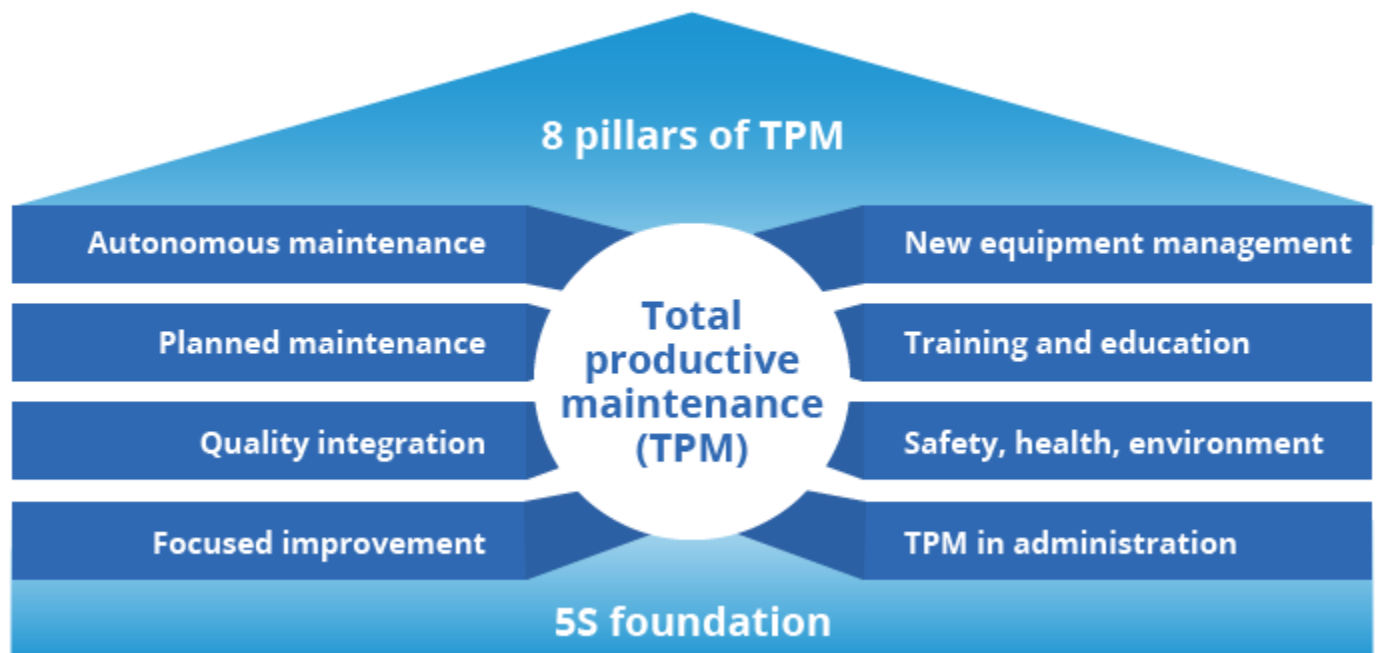 8 pillars of TPM
Autonomous maintenance
Planned maintenance
Quality integration
Focused improvement
Total
productive
maintenance
(TPM)
New equipment management
Training and education
Safety, health, environment
TPM in administration
5S foundation